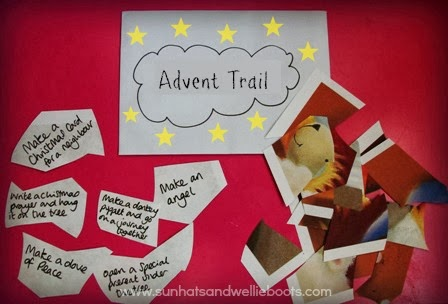 Advent Trail
Make a
Christmas Card
for a neighbour
Write a christmas
prayer and hang
it on the tree
Make a donkey
puppet and go
on a journey
together
Make an
angel
Make a dove
of Peace
Open a special
present under
the tree
www.sunhatsandwellieboots.com